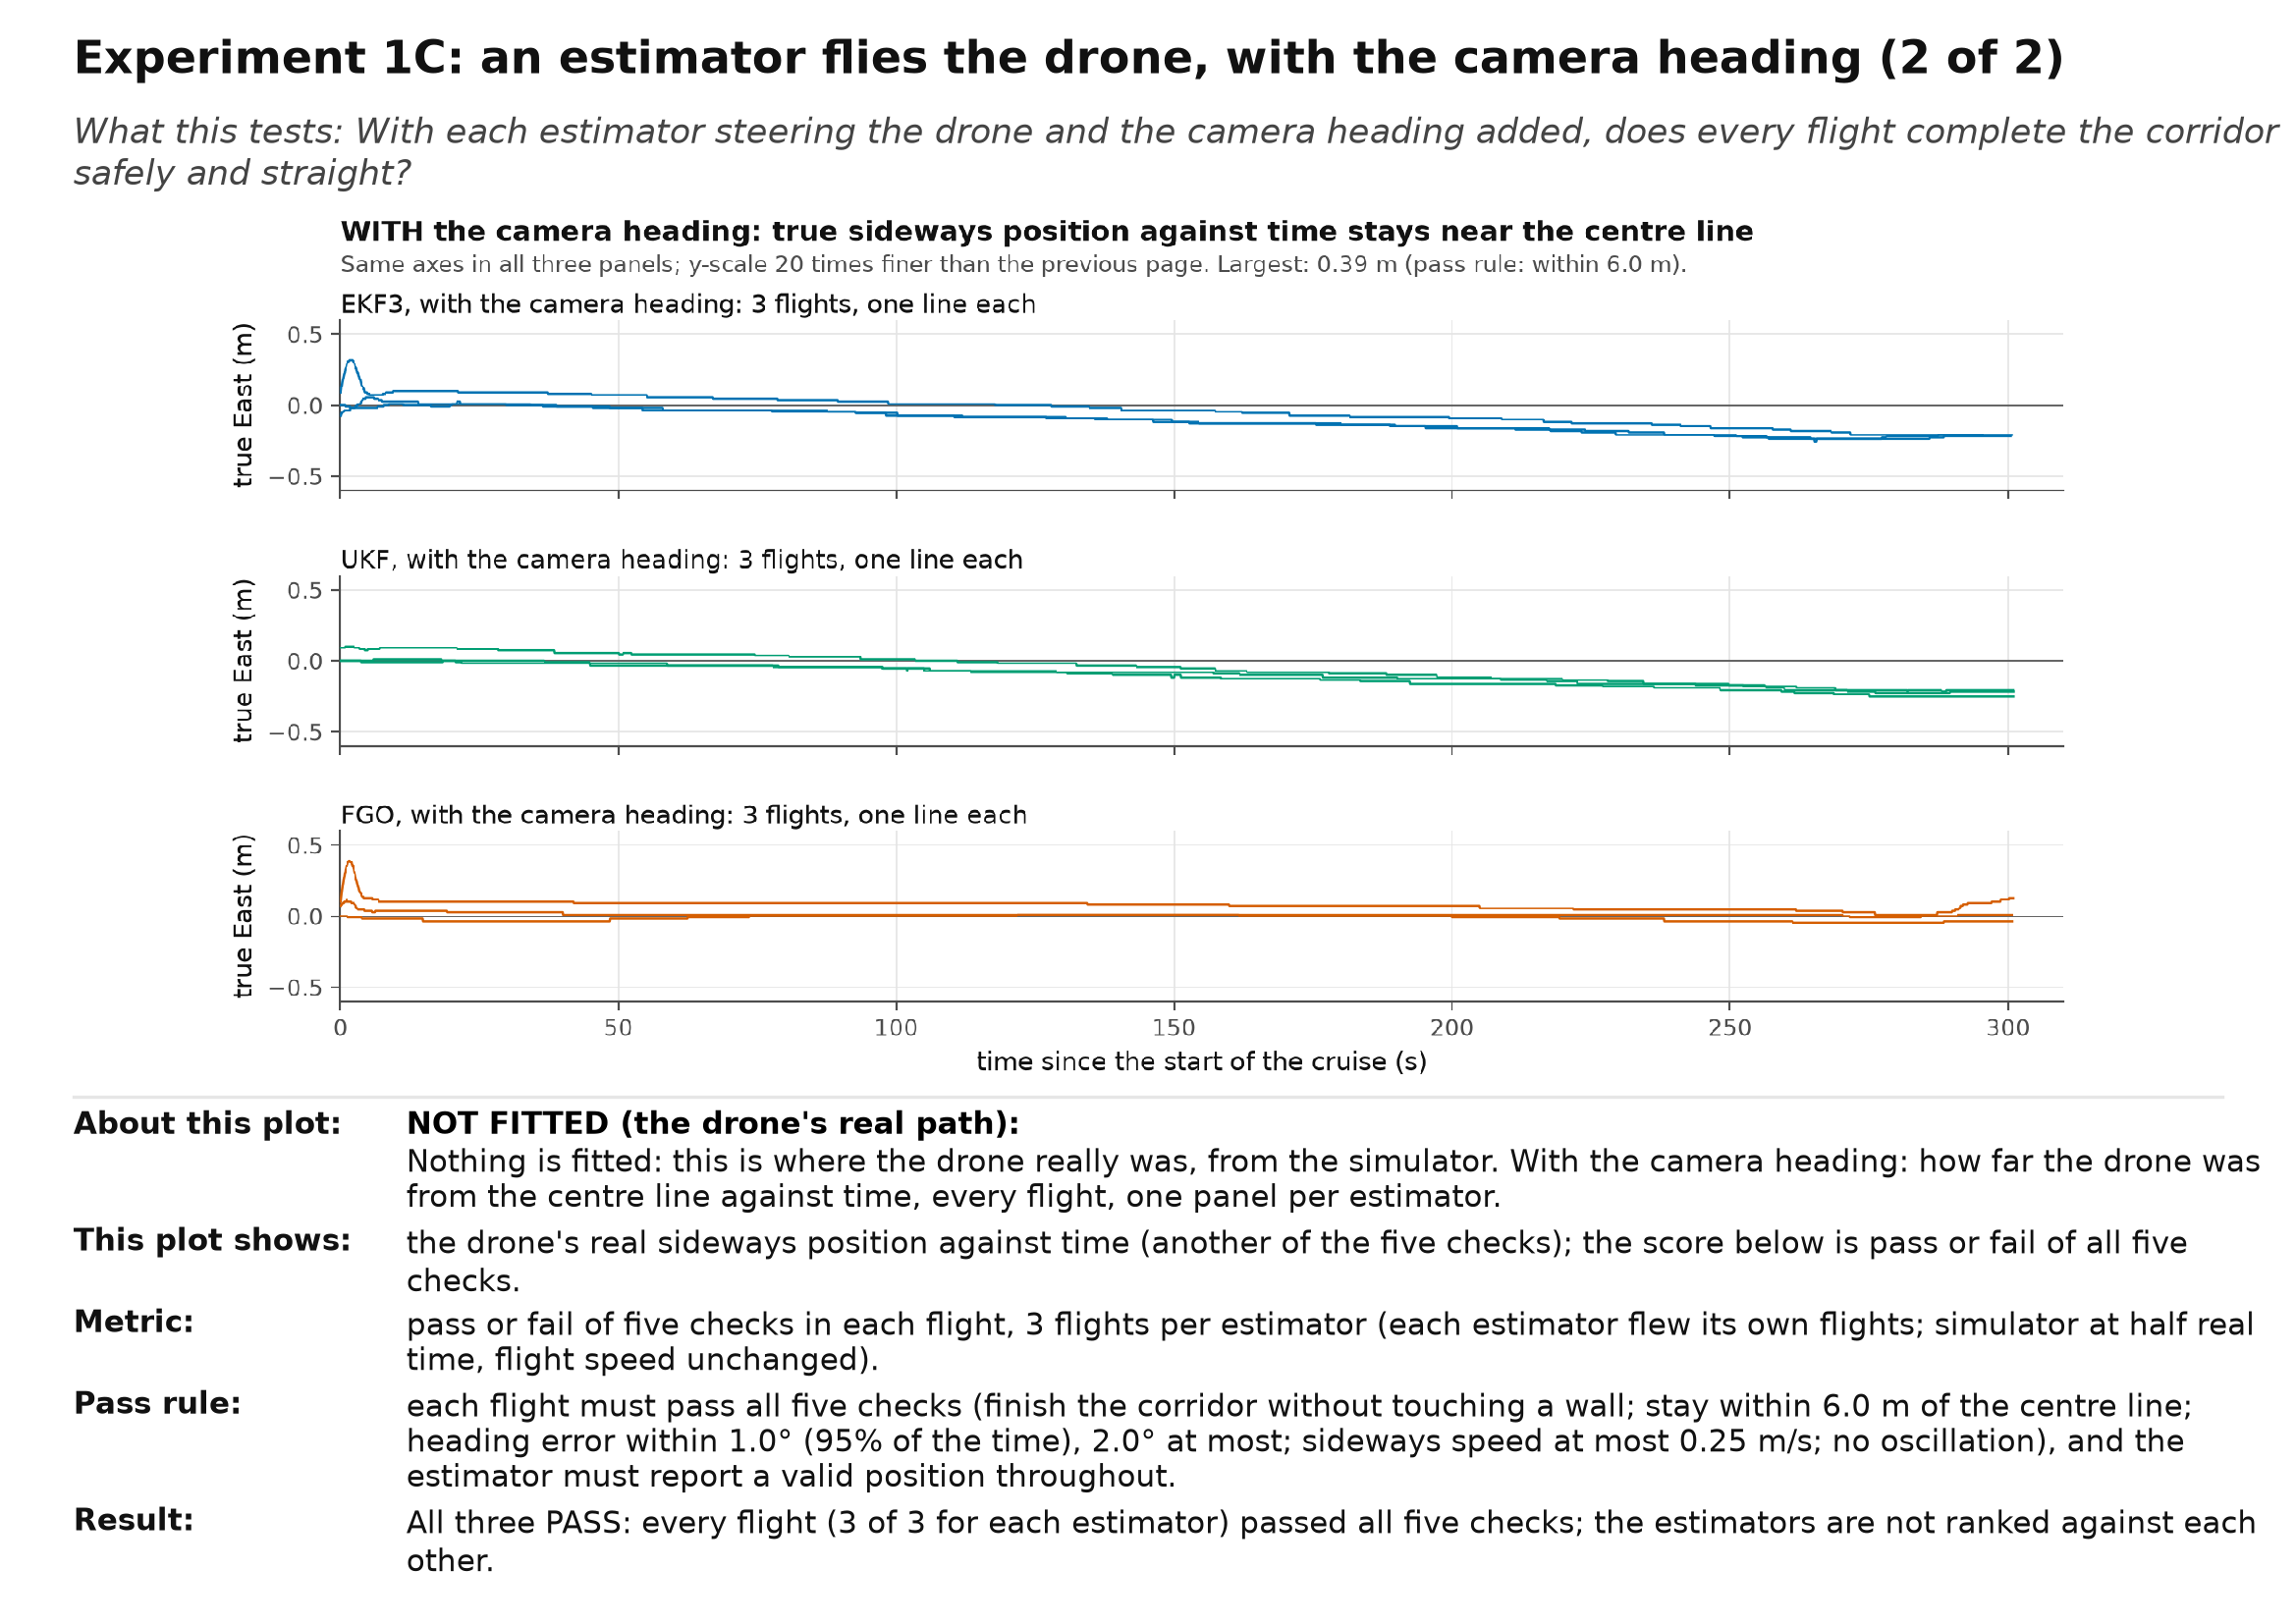 Experiment 1C: an estimator flies the drone, with the camera heading (2 of 2)
What this tests: With each estimator steering the drone and the camera heading added, does every flight complete the corridor
safely and straight?
WITH the camera heading: true sideways position against time stays near the centre line
Same axes in all three panels; y-scale 20 times finer than the previous page. Largest: 0.39 m (pass rule: within 6.0 m).
EKF3, with the camera heading: 3 flights, one line each
true East (m)
0.5
0.0
−0.5
UKF, with the camera heading: 3 flights, one line each
true East (m)
0.5
0.0
−0.5
FGO, with the camera heading: 3 flights, one line each
true East (m)
0.5
0.0
−0.5
0 50 100 150 200 250 300
time since the start of the cruise (s)
About this plot: NOT FITTED (the drone's real path):
Nothing is fitted: this is where the drone really was, from the simulator. With the camera heading: how far the drone was
from the centre line against time, every flight, one panel per estimator.
This plot shows: the drone's real sideways position against time (another of the five checks); the score below is pass or fail of all five
checks.
Metric: pass or fail of five checks in each flight, 3 flights per estimator (each estimator flew its own flights; simulator at half real
time, flight speed unchanged).
Pass rule: each flight must pass all five checks (finish the corridor without touching a wall; stay within 6.0 m of the centre line;
heading error within 1.0° (95% of the time), 2.0° at most; sideways speed at most 0.25 m/s; no oscillation), and the
estimator must report a valid position throughout.
Result: All three PASS: every flight (3 of 3 for each estimator) passed all five checks; the estimators are not ranked against each
other.